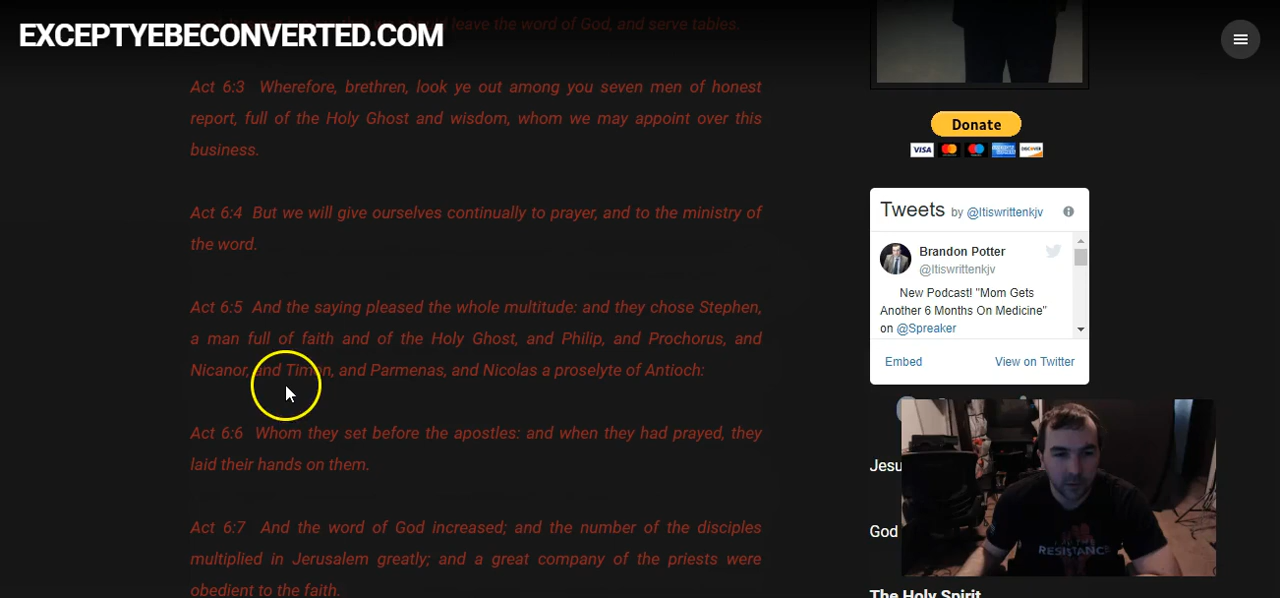 leave the word of God, and serve tables.
EXCEPTYEBECONVERTED.COM
Act 6:3 Wherefore, brethren, look ye out among you seven men of honest
report, full of the Holy Ghost and wisdom, whom we may appoint over this
business.
Act 6:4 But we will give ourselves continually to prayer, and to the ministry of
the word.
Act 6:5 And the saying pleased the whole multitude: and they chose Stephen,
a man full of faith and of the Holy Ghost, and Philip, and Prochorus, and
Nicanor, and Timon, and Parmenas, and Nicolas a proselyte of Antioch:
Act 6:6 Whom they set before the apostles: and when they had prayed, they
laid their hands on them.
Act 6:7 And the word of God increased; and the number of the disciples
multiplied in Jerusalem greatly; and a great company of the priests were
obedient to the faith.
Donate
VISA
DISCOVER
Tweets by @Itiswrittenkjv
Brandon Potter
@Itiswrittenkjv
New Podcast! "Mom Gets
Another 6 Months On Medicine"
on @Spreaker
Embed View on Twitter
Jesu
God
RESISTANCE
The Holy Spirit